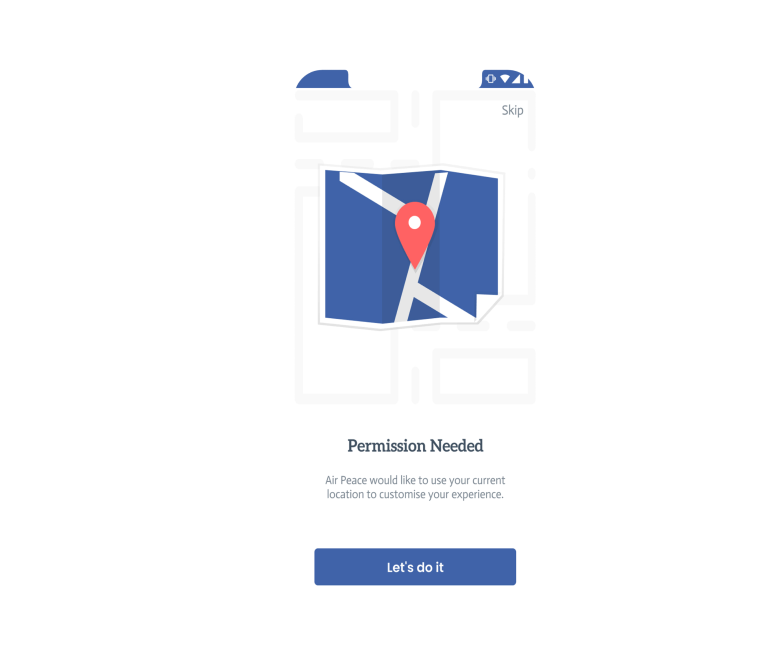 Skip
Permission Needed
Air Peace would like to use your current
location to customise your experience.
Let's do it